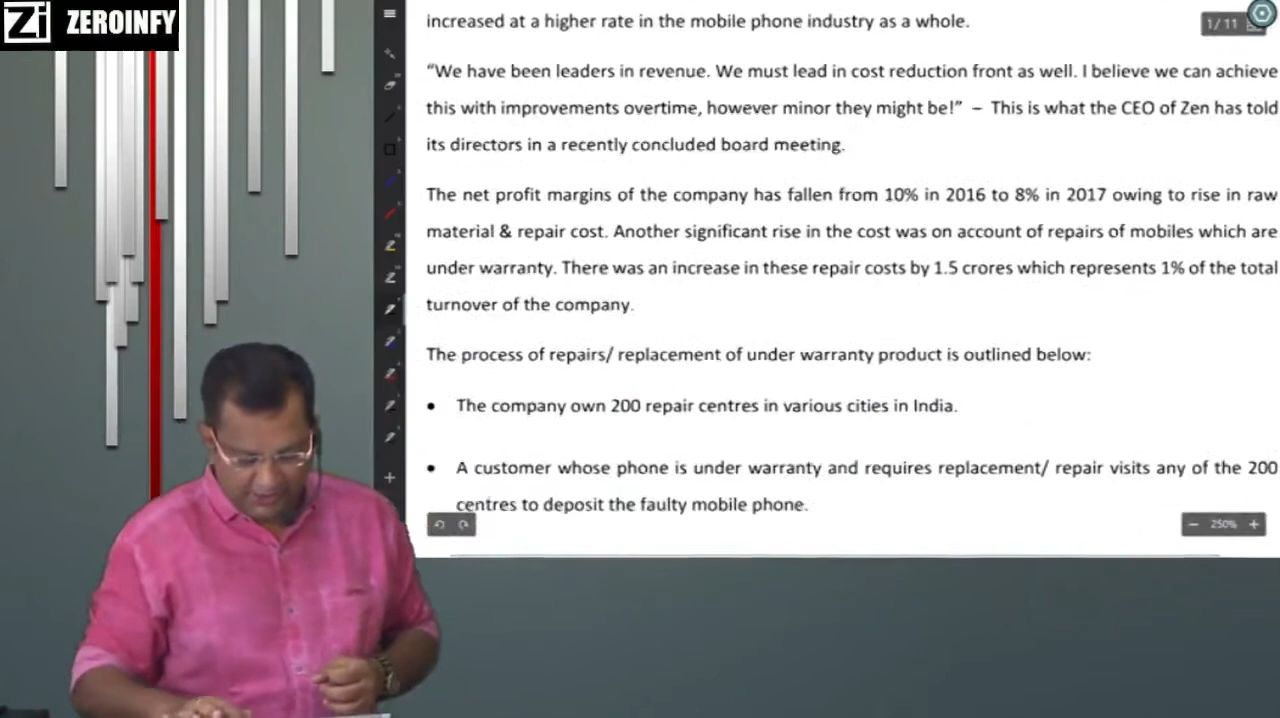 Zi ZEROINFY
increased at a higher rate in the mobile phone industry as a whole.
1/11
“We have been leaders in revenue. We must lead in cost reduction front as well. I believe we can achieve
this with improvements overtime, however minor they might be!” – This is what the CEO of Zen has told
its directors in a recently concluded board meeting.
The net profit margins of the company has fallen from 10% in 2016 to 8% in 2017 owing to rise in raw
material & repair cost. Another significant rise in the cost was on account of repairs of mobiles which are
under warranty. There was an increase in these repair costs by 1.5 crores which represents 1% of the total
turnover of the company.
The process of repairs/ replacement of under warranty product is outlined below:
• The company own 200 repair centres in various cities in India.
• A customer whose phone is under warranty and requires replacement/ repair visits any of the 200
centres to deposit the faulty mobile phone.
− 250% +